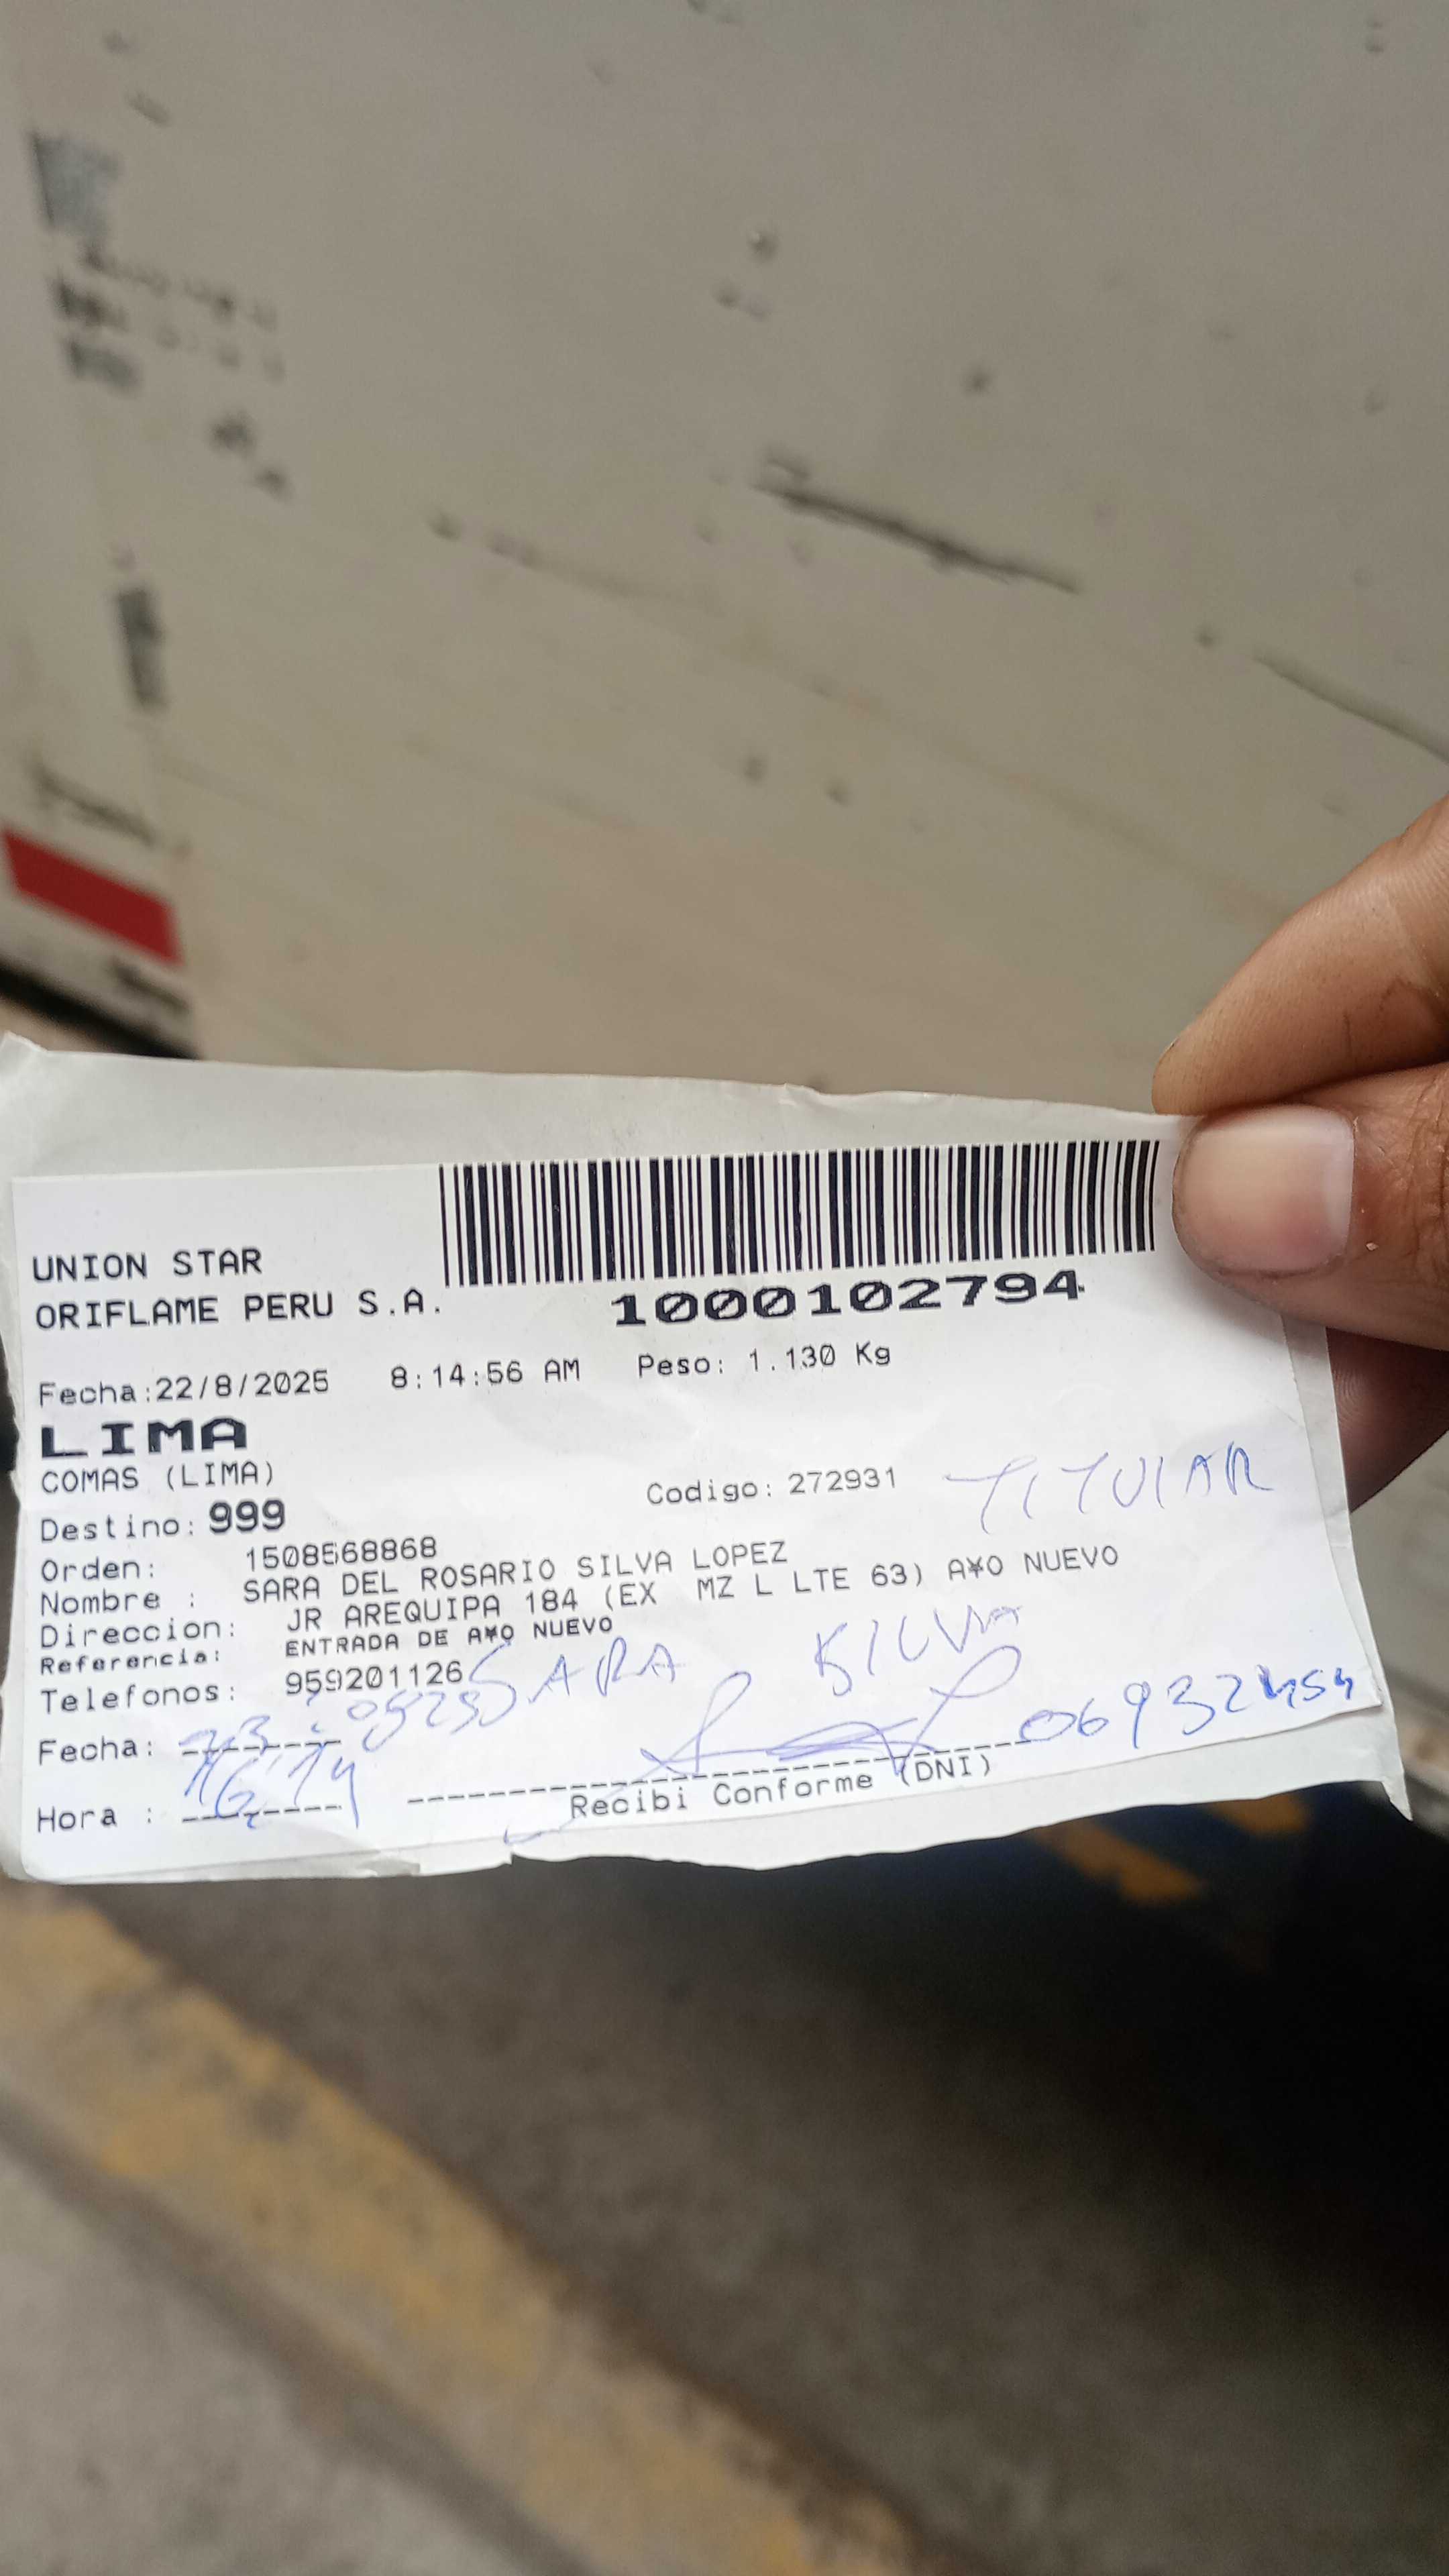 UNION STAR
ORIFLAME PERU S.A.
1000102794
Fecha:22/8/2025 8:14:56 AM Peso: 1.130 Kg
LIMA
COMAS (LIMA)
Codigo: 272931 TITULAR
Destino: 999
Orden: 1508568868
Nombre : SARA DEL ROSARIO SILVA LOPEZ
Direccion: JR AREQUIPA 184 (EX MZ L LTE 63) A¥O NUEVO
Referencia: ENTRADA DE A¥O NUEVO
Telefonos: 959201126
SARA SILVA
Fecha:
Hora : 16:14
Recibi Conforme (DNI)